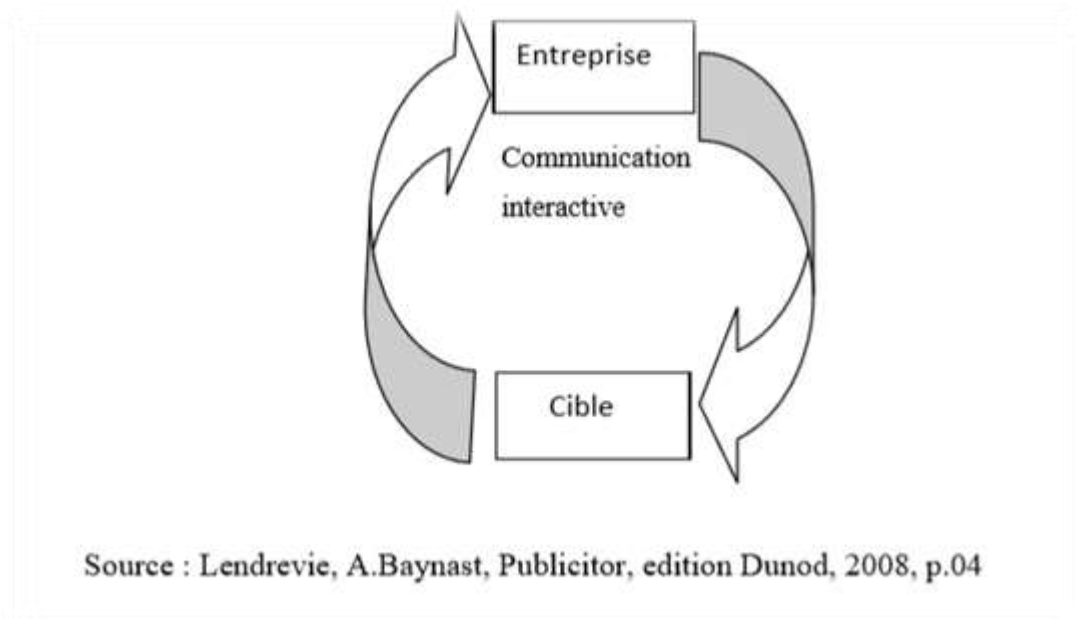 Entreprise
Communication
interactive
Cible
Source : Lendrevie, A.Baynast, Publicitor, edition Dunod, 2008, p.04